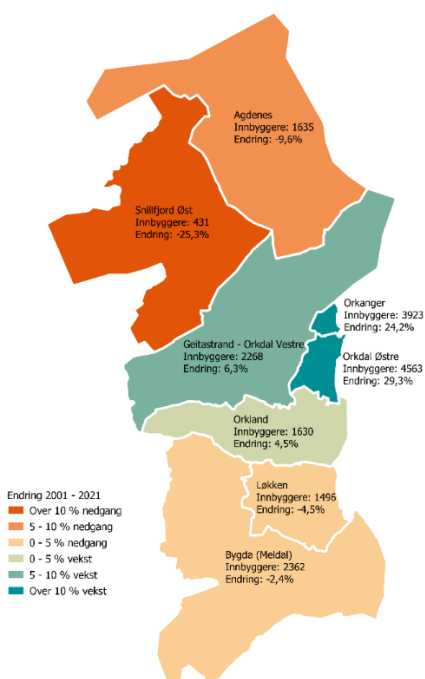 Agdenes
Innbyggere: 1635
Endring: -9,6%
Snillfjord Øst
Innbyggere: 431
Endring: -25,3%
Orkanger
Innbyggere: 3923
Endring: 24,2%
Geitastrand - Orkdal Vestre
Innbyggere: 2268
Endring: 6,3%
Orkdal Østre
Innbyggere: 4563
Endring: 29,3%
Orkland
Innbyggere: 1630
Endring: 4,5%
Løkken
Innbyggere: 1496
Endring: -4,5%
Bygda (Meldal)
Innbyggere: 2362
Endring: -2,4%
Endring 2001 - 2021
Over 10 % nedgang
5 - 10 % nedgang
0 - 5 % nedgang
0 - 5 % vekst
5 - 10 % vekst
Over 10 % vekst